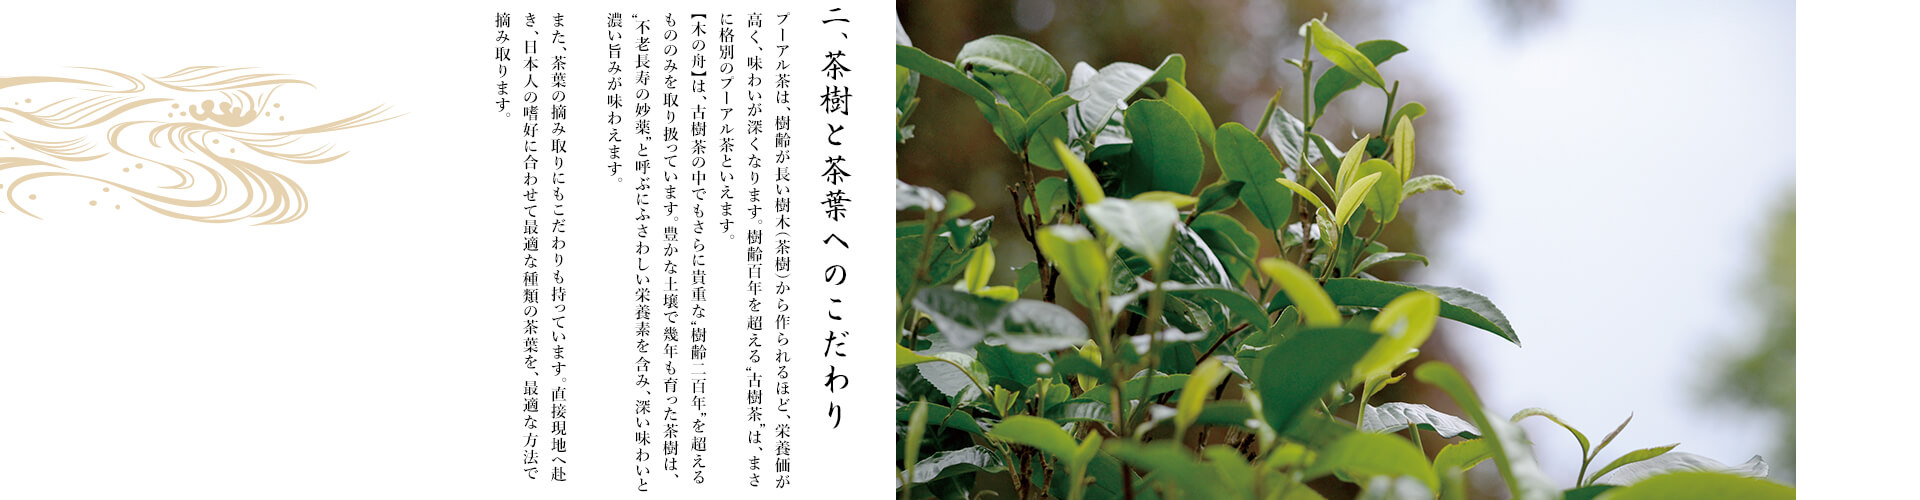 二、茶樹と茶葉へのこだわり
プーアル茶は、樹齢が長い樹木（茶樹）から作られるほど、栄養価が
高く、味わいが深くなります。樹齢百年を超える“古樹茶”は、まさ
に格別のプーアル茶といえます。
【木の舟】は、古樹茶の中でもさらに貴重な“樹齢二百年”を超える
もののみを取り扱っています。豊かな土壌で幾年も育った茶樹は、
“不老長寿の妙薬”と呼ぶにふさわしい栄養素を含み、深い味わいと
濃い旨みが味わえます。
また、茶葉の摘み取りにもこだわりも持っています。直接現地へ赴
き、日本人の嗜好に合わせて最適な種類の茶葉を、最適な方法で
摘み取ります。